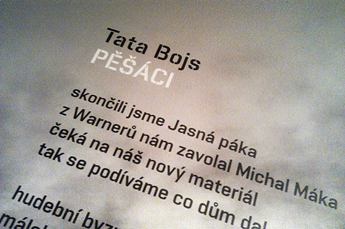 Tata Bojs
PĚŠÁCI
skončili jsme Jasná páka
z Warnerů nám zavolal Michal Máka
čeká na náš nový materiál
tak se podíváme co dům dal
hudební